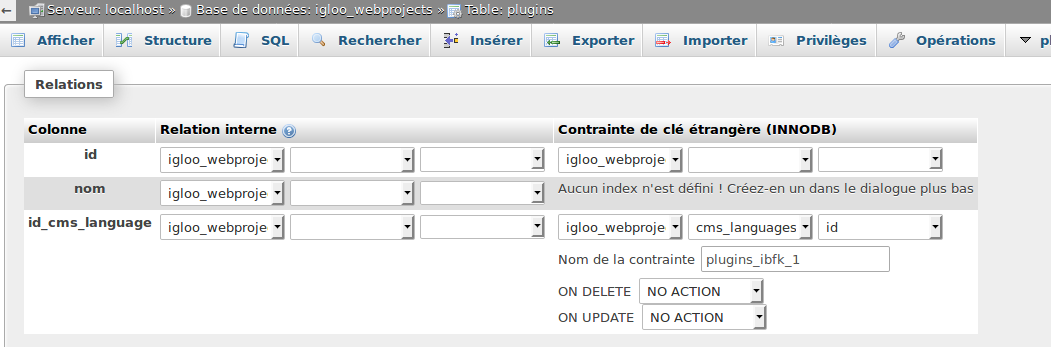 ← Serveur: localhost » Base de données: igloo_webprojects » Table: plugins
Afficher Structure SQL Rechercher Insérer Exporter Importer Privilèges Opérations
Relations
Colonne Relation interne Contrainte de clé étrangère (INNODB)
id igloo_webproje igloo_webproje
nom igloo_webproje Aucun index n'est défini ! Créez-en un dans le dialogue plus bas
id_cms_language igloo_webproje igloo_webproje cms_languages id
Nom de la contrainte plugins_ibfk_1
ON DELETE NO ACTION
ON UPDATE NO ACTION